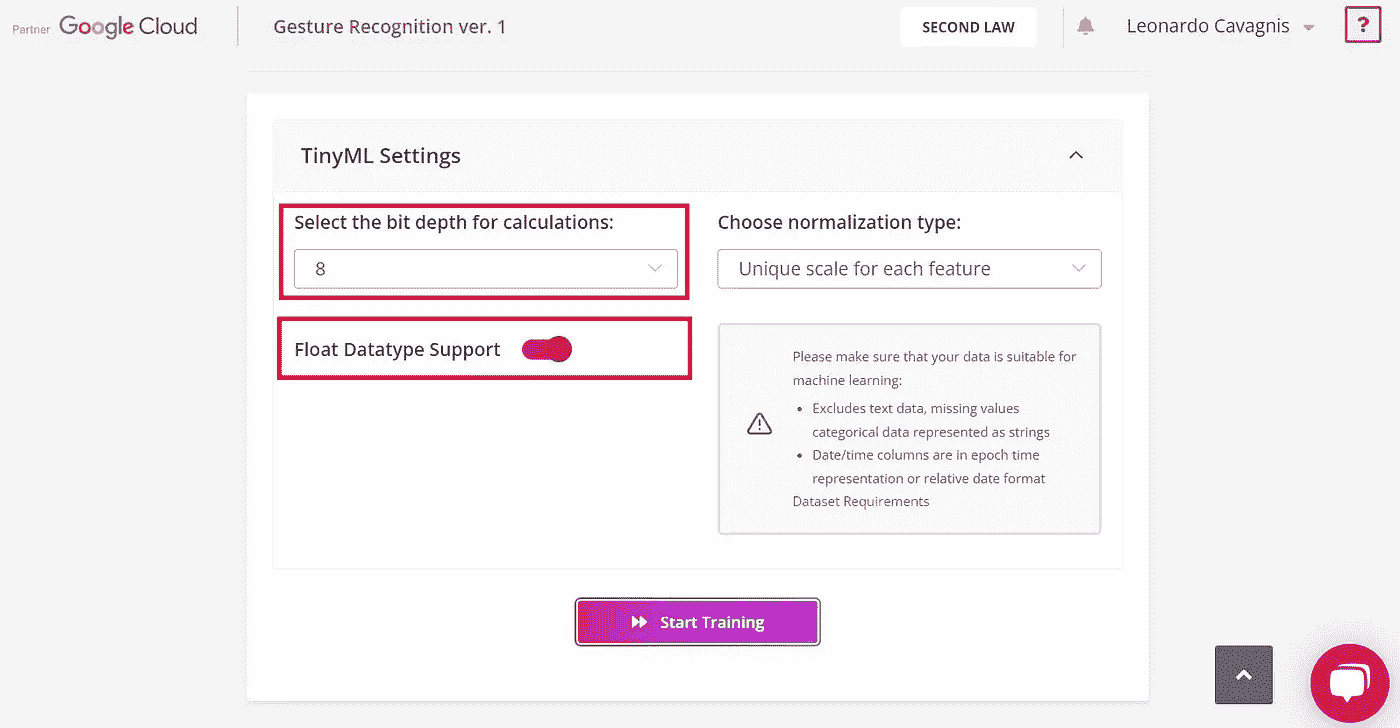 Partner Google Cloud
Gesture Recognition ver. 1
SECOND LAW
Leonardo Cavagnis
?
TinyML Settings
Select the bit depth for calculations:
8
Choose normalization type:
Unique scale for each feature
Float Datatype Support
Please make sure that your data is suitable for
machine learning:
• Excludes text data, missing values
categorical data represented as strings
• Date/time columns are in epoch time
representation or relative date format
Dataset Requirements
Start Training